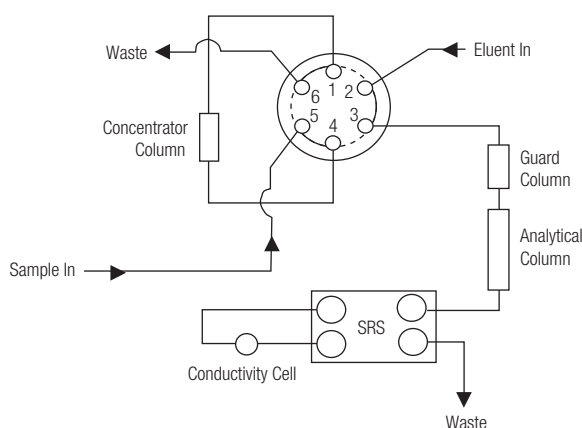 Waste
Eluent In
1
6
2
5
3
4
Concentrator
Column
Guard
Column
Analytical
Column
Sample In
SRS
Conductivity Cell
Waste